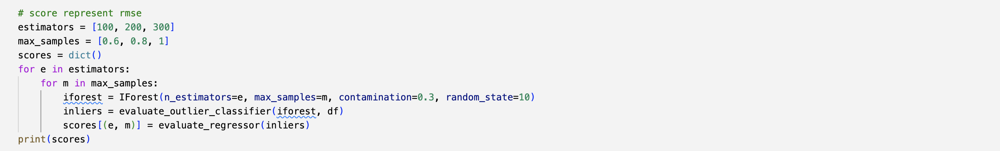 # score represent rmse
estimators = [100, 200, 300]
max_samples = [0.6, 0.8, 1]
scores = dict()
for e in estimators:
    for m in max_samples:
        iforest = IForest(n_estimators=e, max_samples=m, contamination=0.3, random_state=10)
        inliers = evaluate_outlier_classifier(iforest, df)
        scores[(e, m)] = evaluate_regressor(inliers)
print(scores)